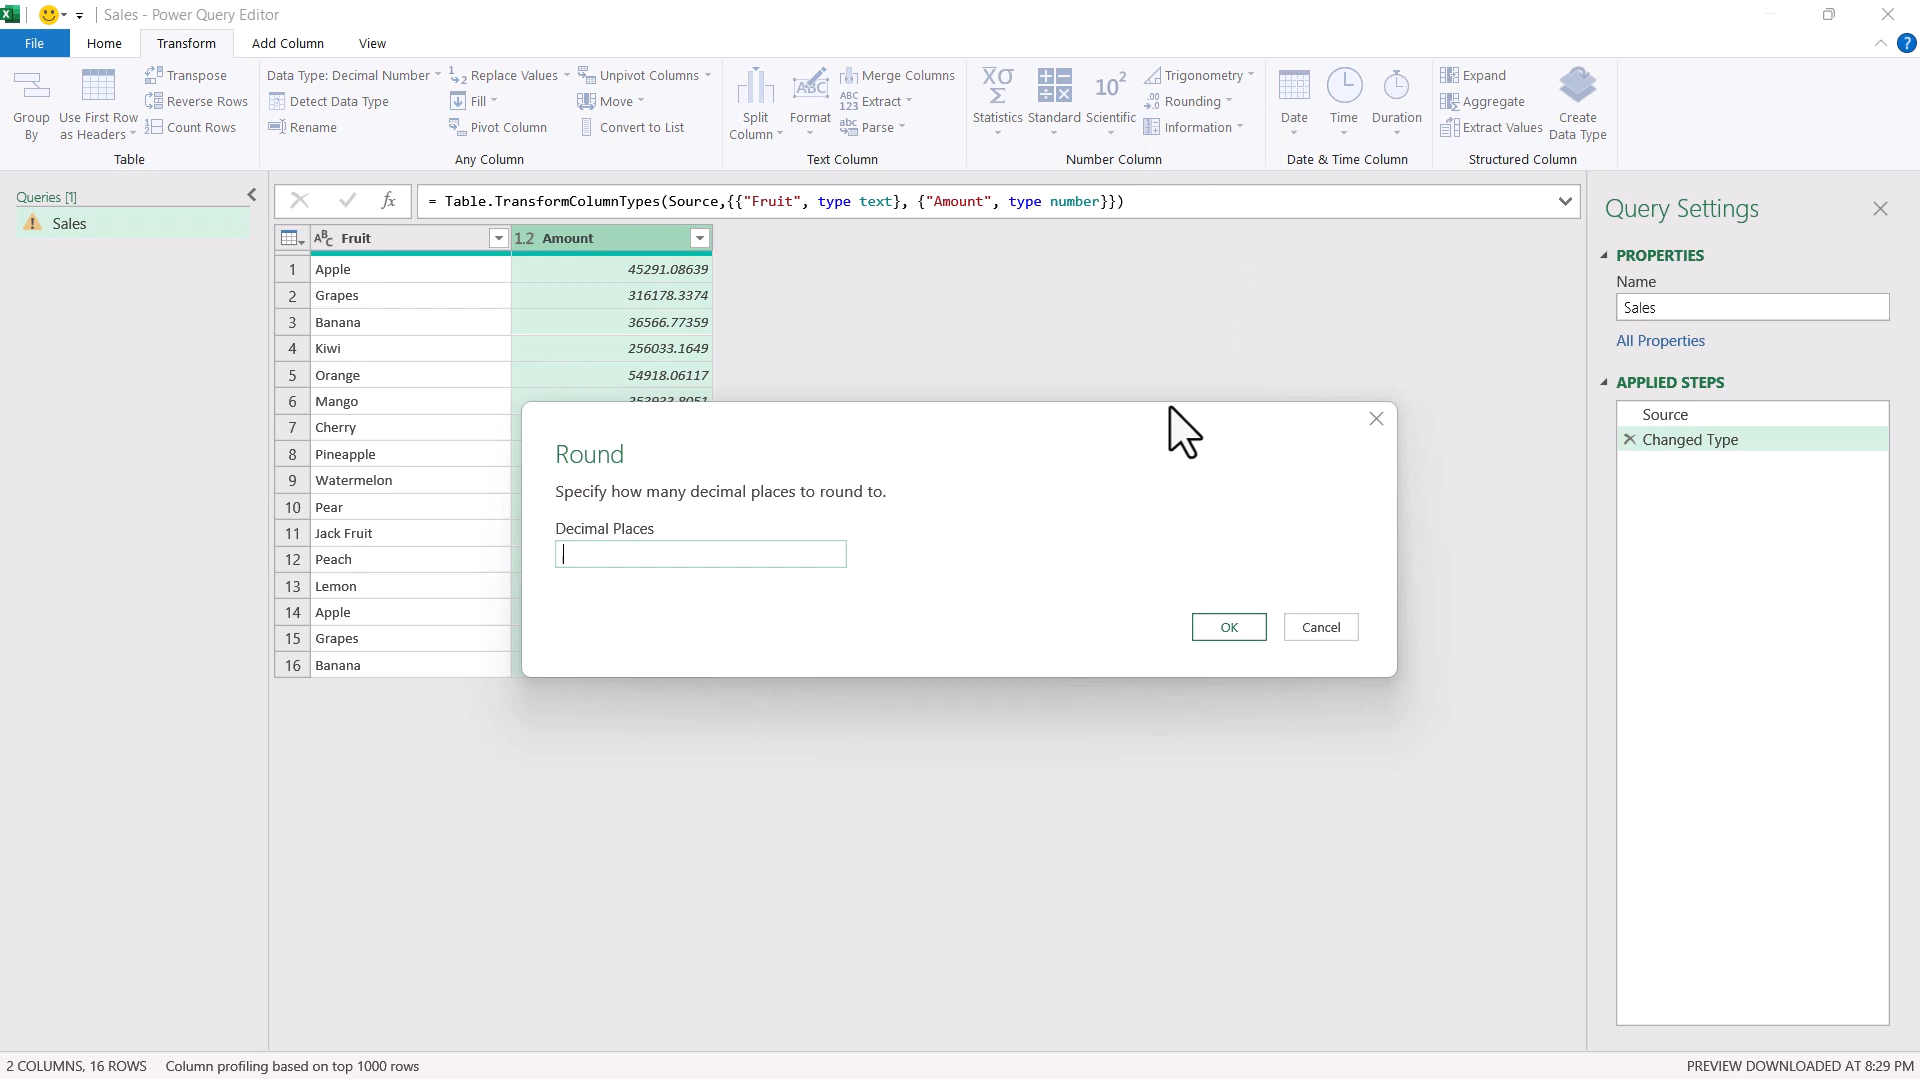 Sales - Power Query Editor
File Home Transform Add Column View
Group By
Use First Row as Headers
Transpose
Reverse Rows
Count Rows
Table
Data Type: Decimal Number
Detect Data Type
Rename
Replace Values
Fill
Pivot Column
Unpivot Columns
Move
Convert to List
Any Column
Split Column
Format
Merge Columns
Extract
Parse
Text Column
Statistics
Standard
Scientific
Trigonometry
Rounding
Information
Number Column
Date
Time
Duration
Date & Time Column
Expand
Aggregate
Extract Values
Create Data Type
Structured Column
Queries [1]
Sales
fx
= Table.TransformColumnTypes(Source,{{"Fruit", type text}, {"Amount", type number}})
ABC Fruit 1.2 Amount
1 Apple 45291.08639
2 Grapes 316178.3374
3 Banana 36566.77359
4 Kiwi 256033.1649
5 Orange 54918.06117
6 Mango
7 Cherry
8 Pineapple
9 Watermelon
10 Pear
11 Jack Fruit
12 Peach
13 Lemon
14 Apple
15 Grapes
16 Banana
Round
Specify how many decimal places to round to.
Decimal Places
OK Cancel
Query Settings
PROPERTIES
Name
Sales
All Properties
APPLIED STEPS
Source
Changed Type
2 COLUMNS, 16 ROWS Column profiling based on top 1000 rows
PREVIEW DOWNLOADED AT 8:29 PM